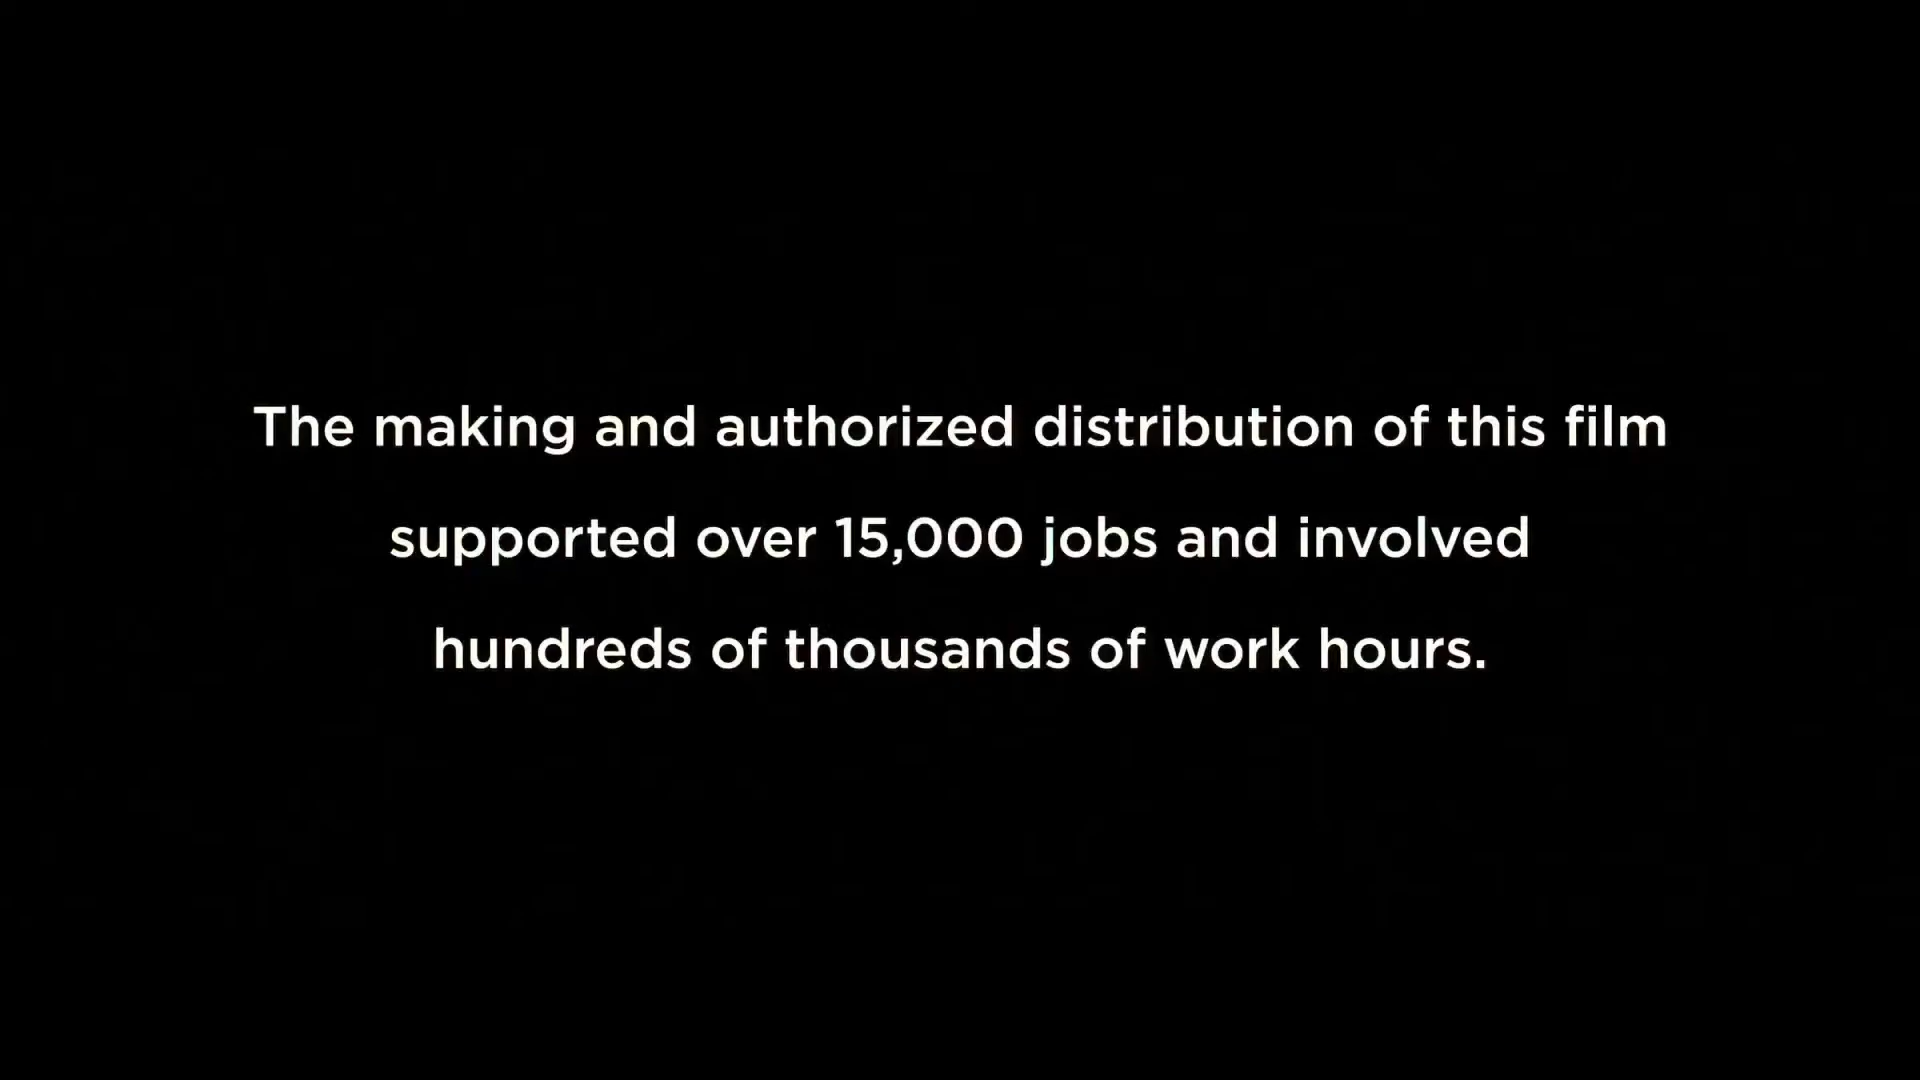 The making and authorized distribution of this film
supported over 15,000 jobs and involved
hundreds of thousands of work hours.